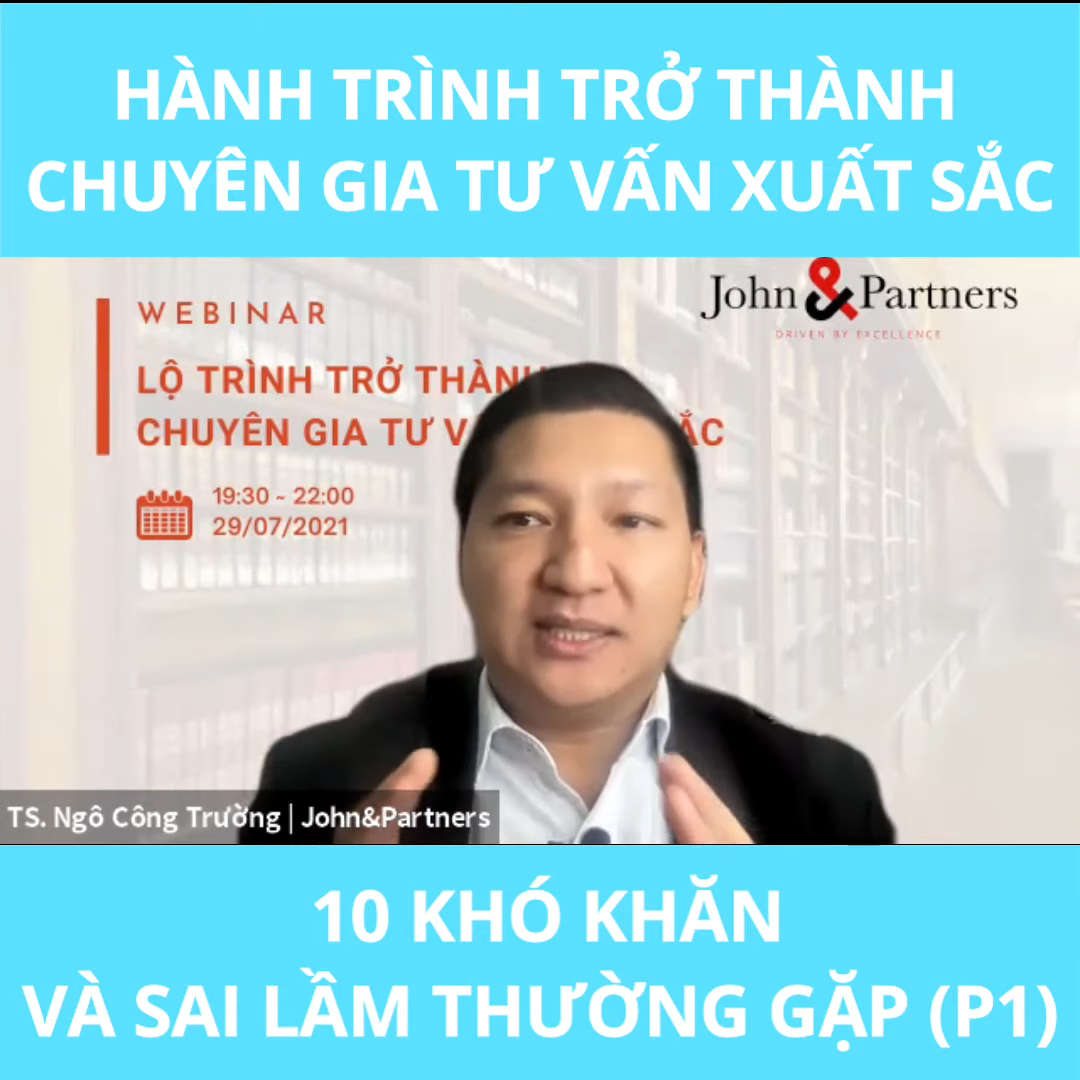 HÀNH TRÌNH TRỞ THÀNH
CHUYÊN GIA TƯ VẤN XUẤT SẮC
John & Partners
DRIVEN BY EXCELLENCE
WEBINAR
LỘ TRÌNH TRỞ THÀN
CHUYÊN GIA TƯ V ẮC
19:30 ~ 22:00
29/07/2021
TS. Ngô Công Trường | John&Partners
10 KHÓ KHĂN
VÀ SAI LẦM THƯỜNG GẶP (P1)